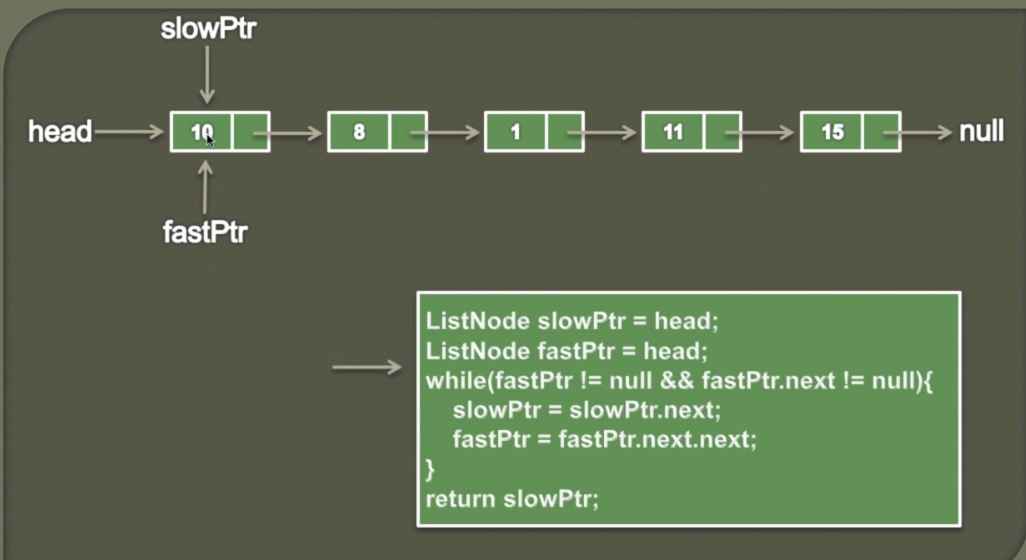 slowPtr
head 10 8 1 11 15 null
fastPtr
ListNode slowPtr = head;
ListNode fastPtr = head;
while(fastPtr != null && fastPtr.next != null){
slowPtr = slowPtr.next;
fastPtr = fastPtr.next.next;
}
return slowPtr;